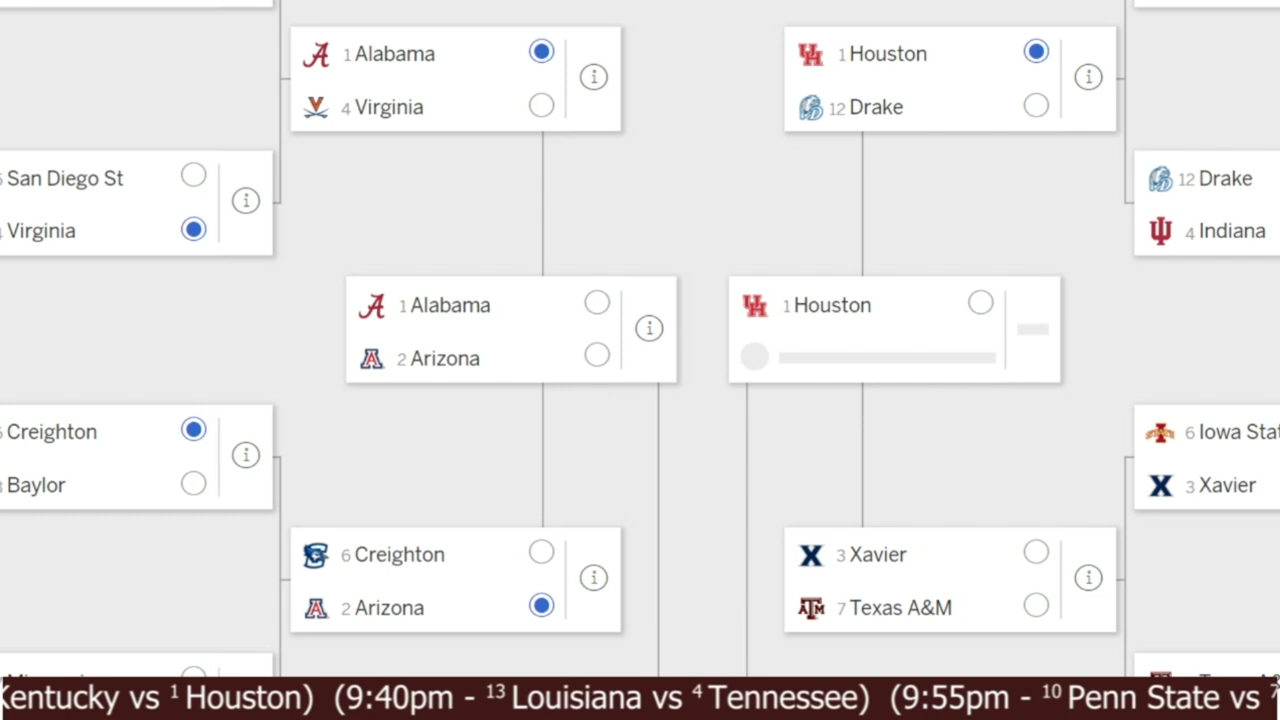 1 Alabama
4 Virginia
1 Houston
12 Drake
San Diego St
Virginia
12 Drake
4 Indiana
1 Alabama
2 Arizona
1 Houston
Creighton
Baylor
6 Iowa Stat
3 Xavier
6 Creighton
2 Arizona
3 Xavier
7 Texas A&M
Kentucky vs 1 Houston) (9:40pm - 13 Louisiana vs 4 Tennessee) (9:55pm - 10 Penn State vs 7